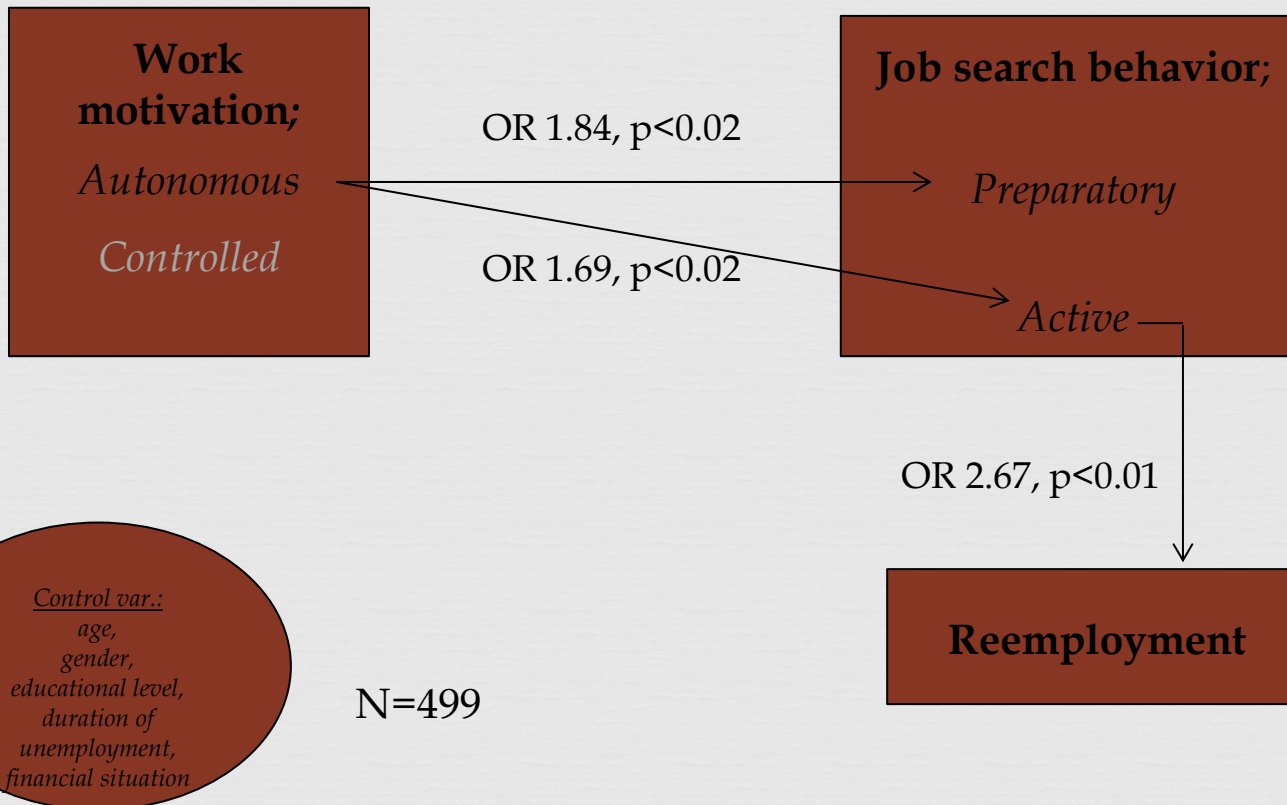 Work
motivation;
Autonomous
Controlled
OR 1.84, p<0.02
OR 1.69, p<0.02
Job search behavior;
Preparatory
Active
OR 2.67, p<0.01
Reemployment
Control var.:
age,
gender,
educational level,
duration of
unemployment,
financial situation
N=499